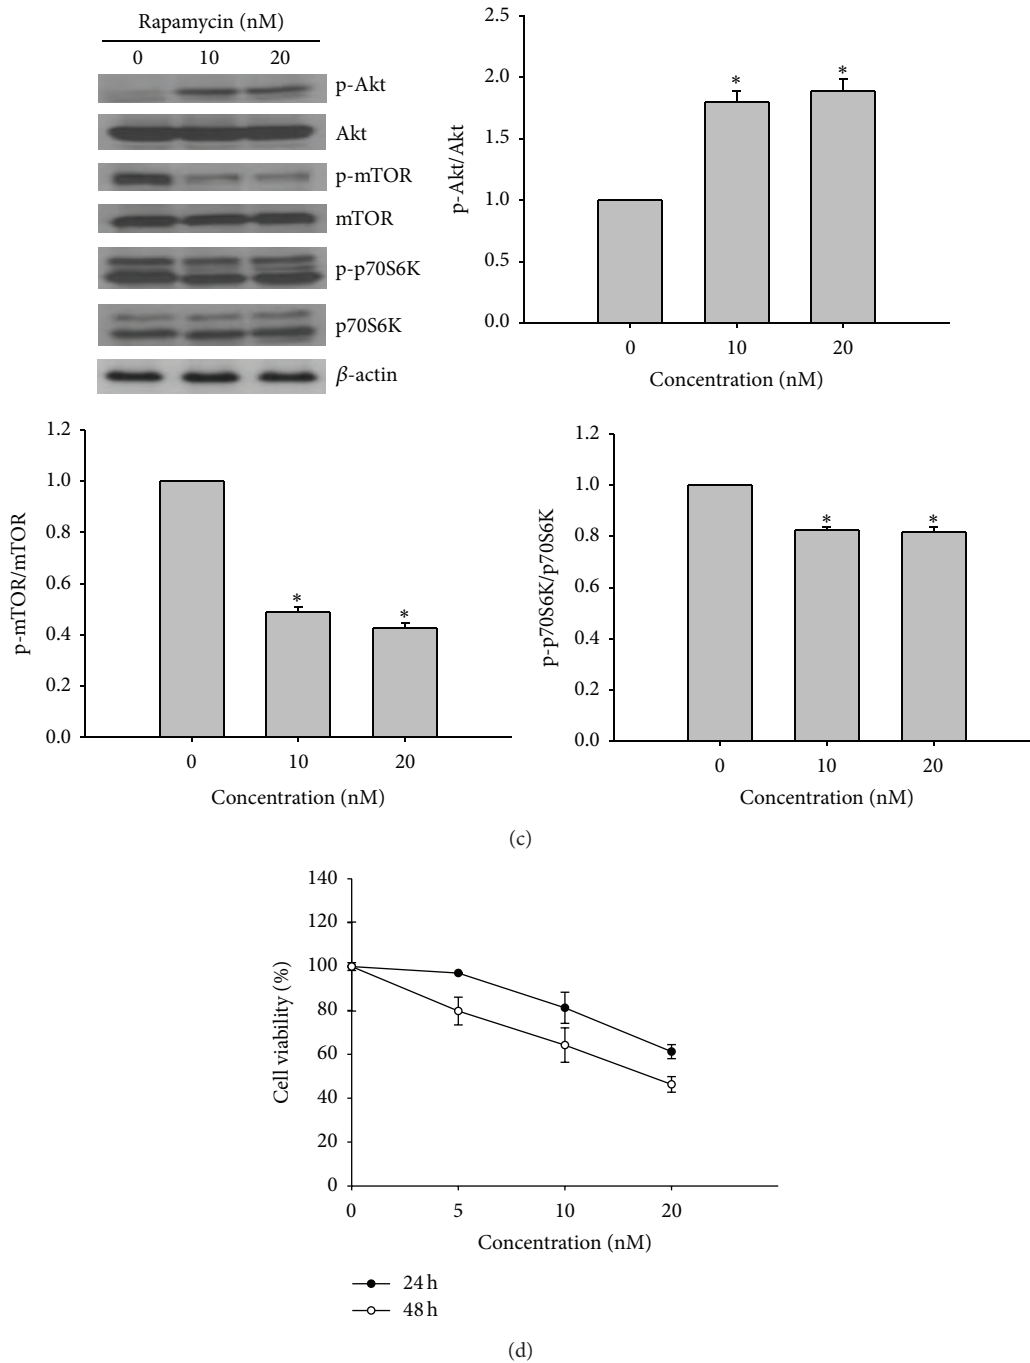 Rapamycin (nM)
0 10 20
p-Akt
Akt
p-mTOR
mTOR
p-p70S6K
p70S6K
β-actin
2.5
2.0
1.5
1.0
0.5
0.0
p-Akt/Akt
* *
0 10 20
Concentration (nM)
1.2
1.0
0.8
0.6
0.4
0.2
0.0
p-mTOR/mTOR
* *
0 10 20
Concentration (nM)
1.2
1.0
0.8
0.6
0.4
0.2
0.0
p-p70S6K/p70S6K
* *
0 10 20
Concentration (nM)
(c)
140
120
100
80
60
40
20
0
Cell viability (%)
0 5 10 20
Concentration (nM)
24 h
48 h
(d)